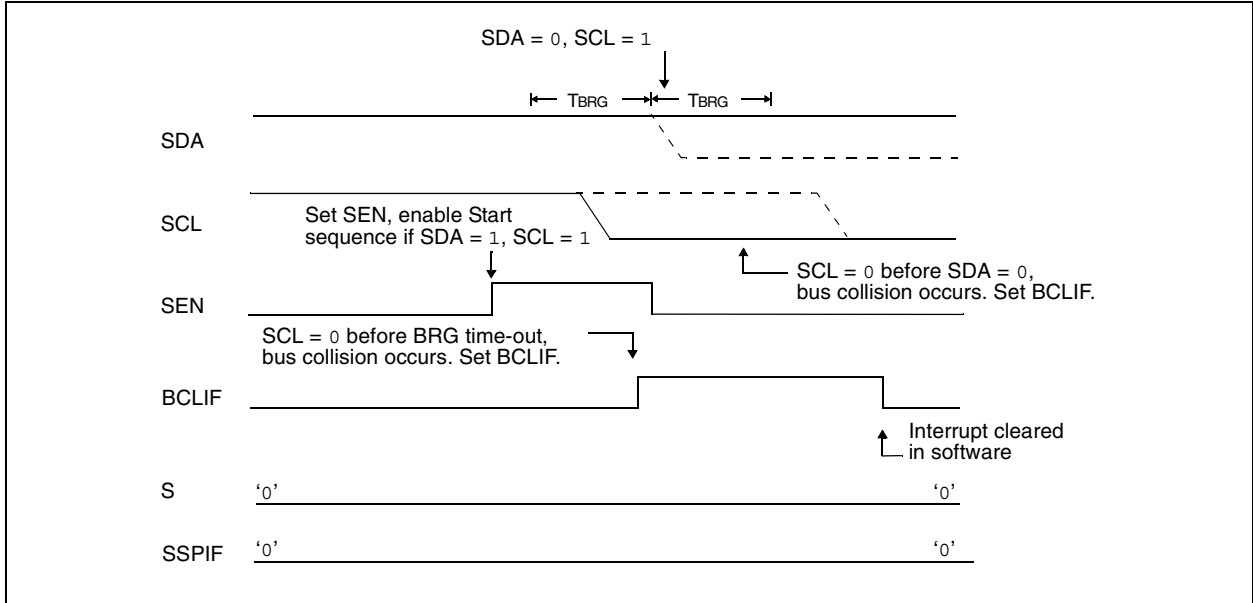 SDA = 0, SCL = 1
TBRG TBRG
SDA
SCL
Set SEN, enable Start
sequence if SDA = 1, SCL = 1
SCL = 0 before SDA = 0,
bus collision occurs. Set BCLIF.
SEN
SCL = 0 before BRG time-out,
bus collision occurs. Set BCLIF.
BCLIF
Interrupt cleared
in software
S ‘0’ ‘0’
SSPIF ‘0’ ‘0’